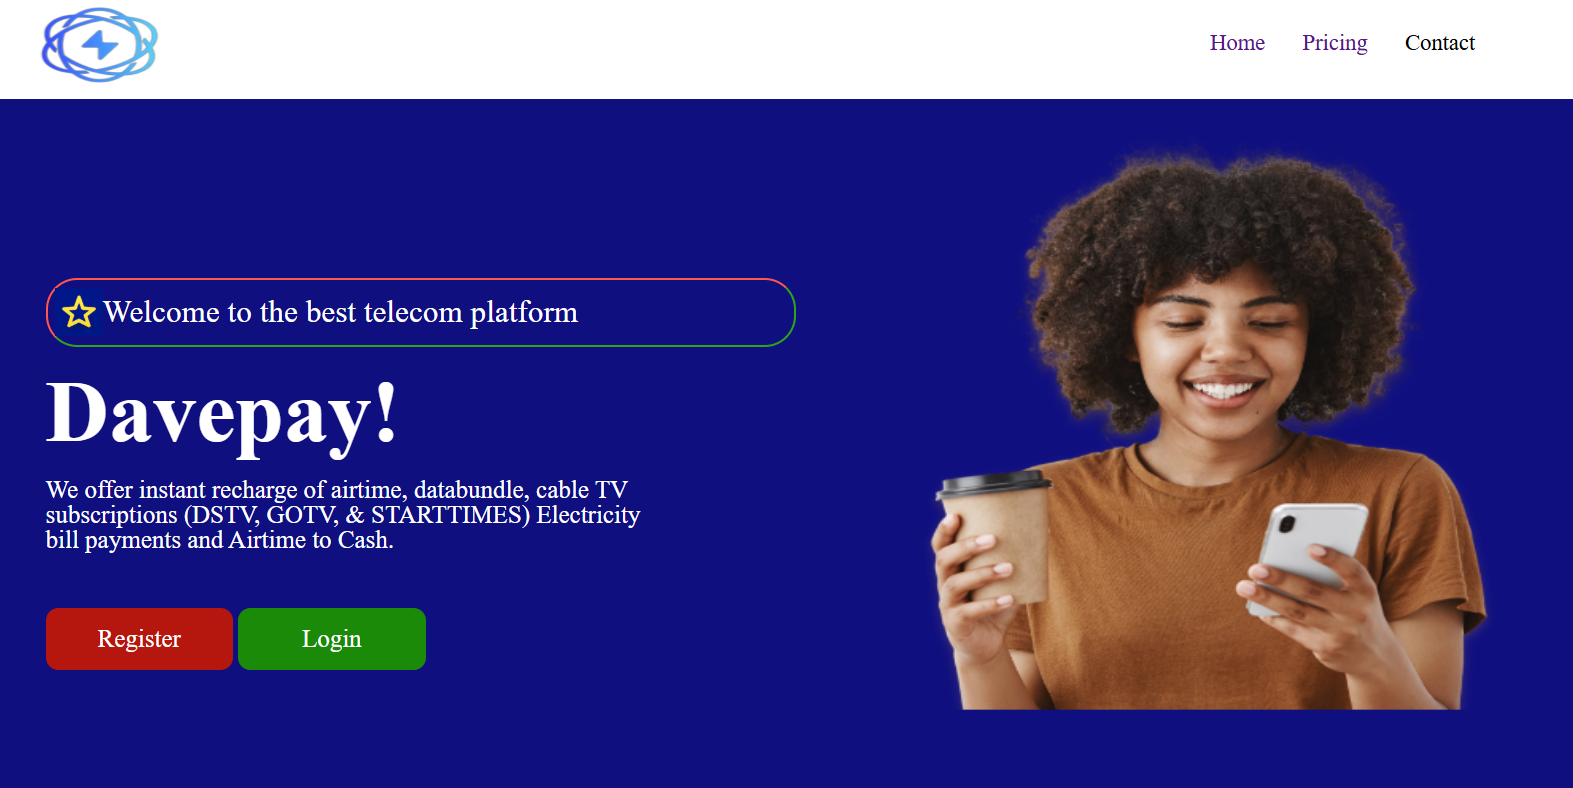 Home Pricing Contact
Welcome to the best telecom platform
Davepay!
We offer instant recharge of airtime, databundle, cable TV
subscriptions (DSTV, GOTV, & STARTTIMES) Electricity
bill payments and Airtime to Cash.
Register Login